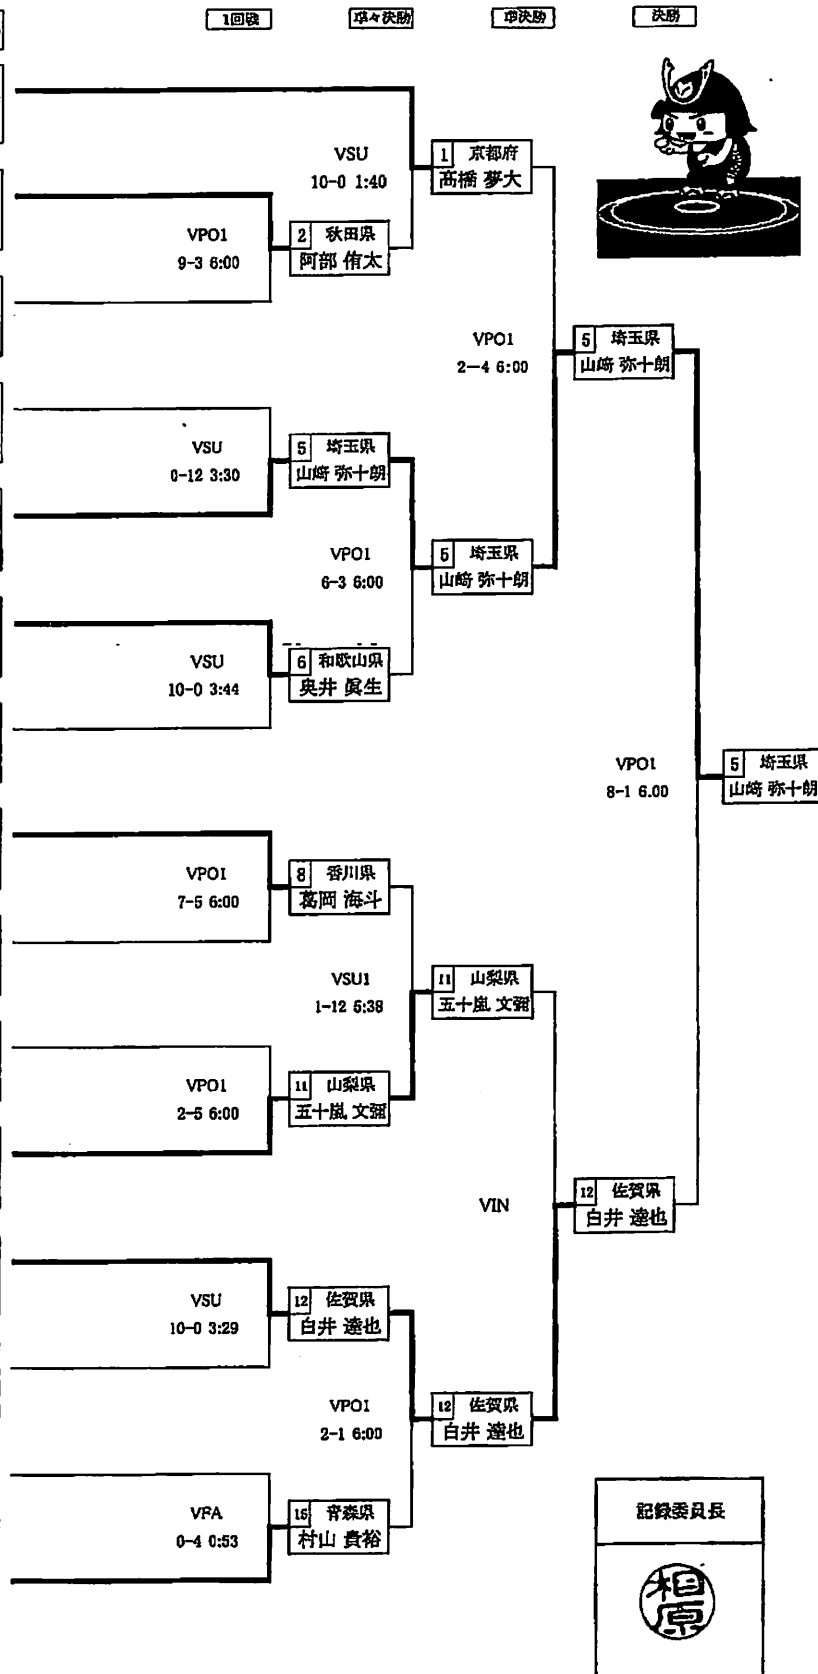 1回戦 準々決勝 準決勝 決勝
VSU
10-0 1:40
1 京都府
髙橋 夢大
VPO1
9-3 6:00
2 秋田県
阿部 侑太
VPO1
2-4 6:00
5 埼玉県
山﨑 弥十朗
VSU
0-12 3:30
5 埼玉県
山﨑 弥十朗
VPO1
6-3 6:00
5 埼玉県
山﨑 弥十朗
VSU
10-0 3:44
6 和歌山県
奥井 眞生
VPO1
8-1 6.00
5 埼玉県
山﨑 弥十朗
VPO1
7-5 6:00
8 香川県
葛岡 海斗
VSU1
1-12 5:38
11 山梨県
五十嵐 文彌
VPO1
2-5 6:00
11 山梨県
五十嵐 文彌
VIN
12 佐賀県
白井 達也
VSU
10-0 3:29
12 佐賀県
白井 達也
VPO1
2-1 6:00
12 佐賀県
白井 達也
VFA
0-4 0:53
15 青森県
村山 貴裕
記録委員長
相原